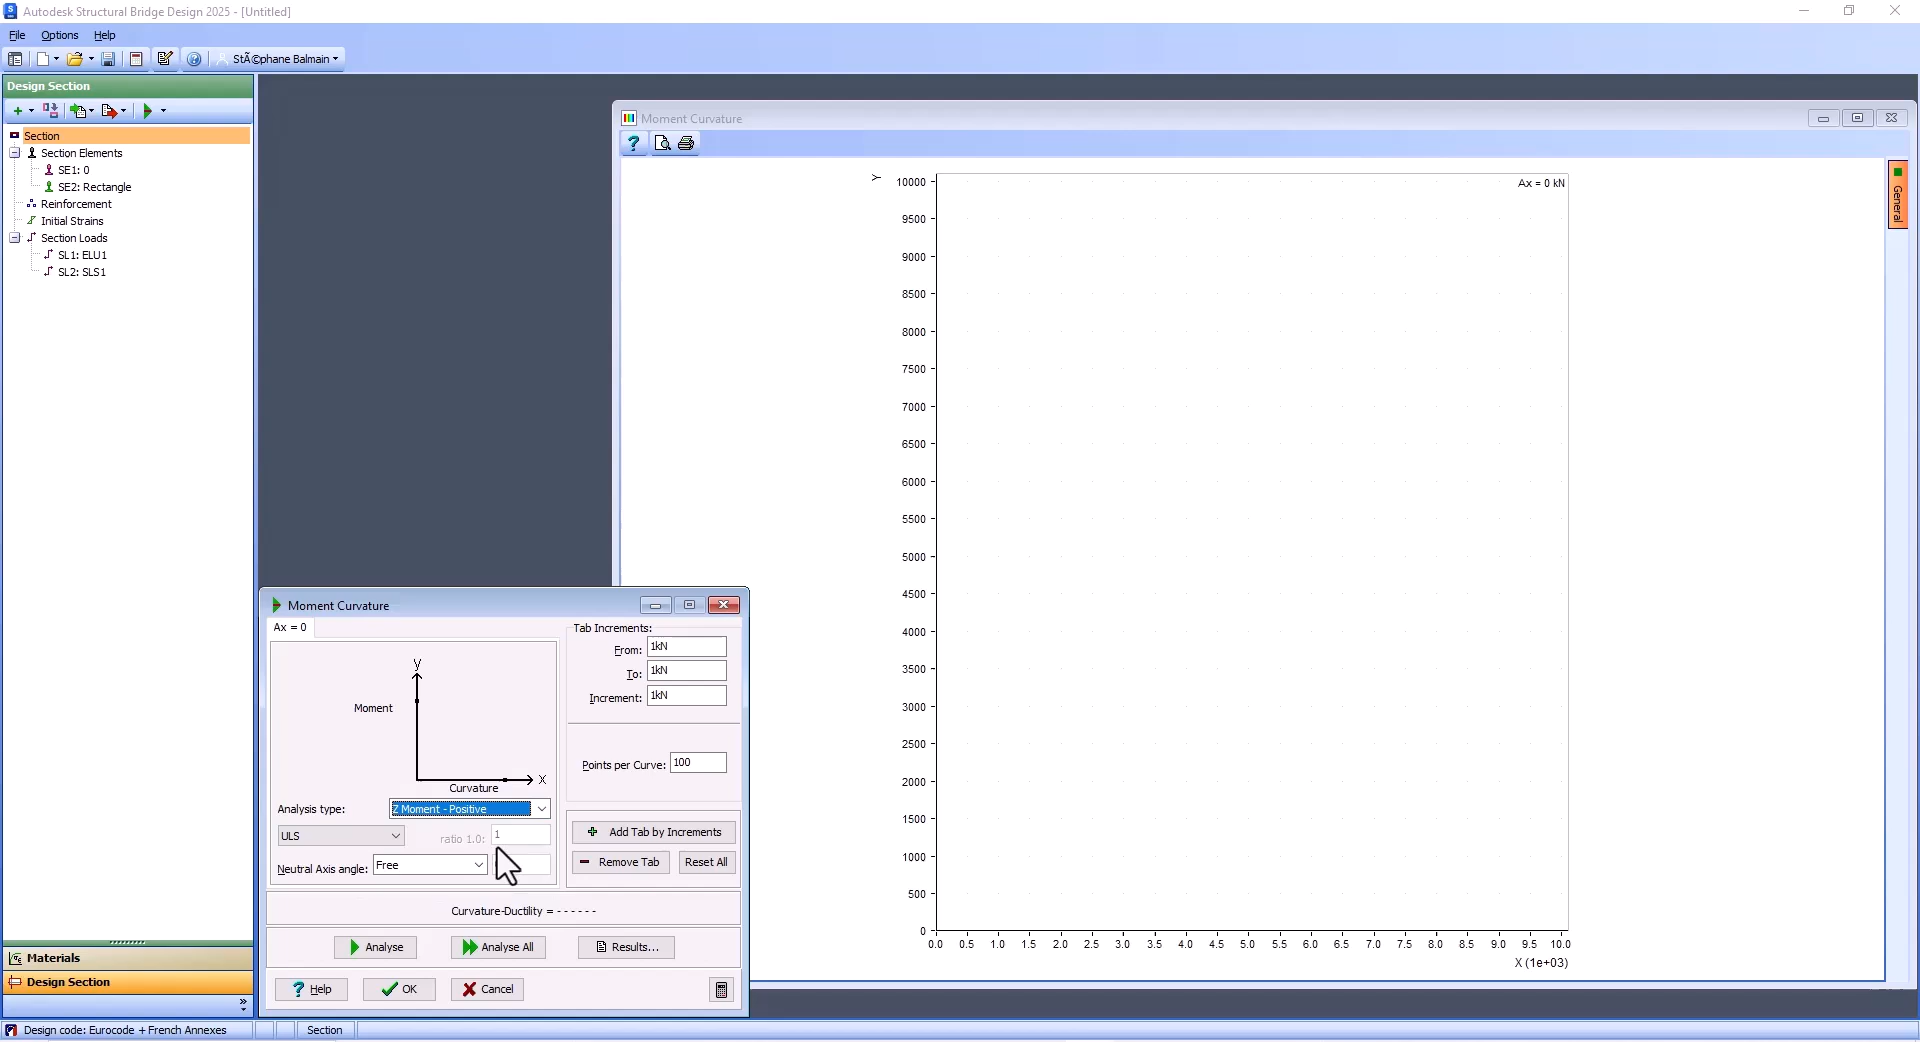 Autodesk Structural Bridge Design 2025 - [Untitled]
File Options Help
StÃ©phane Balmain
Design Section
Section
Section Elements
SE1: 0
SE2: Rectangle
Reinforcement
Initial Strains
Section Loads
SL1: ELU1
SL2: SLS1
Materials
Design Section
»
Design code: Eurocode + French Annexes
Section
Moment Curvature
?
General
Y
Ax = 0 kN
10000
9500
9000
8500
8000
7500
7000
6500
6000
5500
5000
4500
4000
3500
3000
2500
2000
1500
1000
500
0
0.0 0.5 1.0 1.5 2.0 2.5 3.0 3.5 4.0 4.5 5.0 5.5 6.0 6.5 7.0 7.5 8.0 8.5 9.0 9.5 10.0
X (1e+03)
Moment Curvature
Ax = 0
y
Moment
X
Curvature
Analysis type: Z Moment - Positive
ULS
ratio 1.0: 1
Neutral Axis angle: Free
Tab Increments:
From: 1kN
To: 1kN
Increment: 1kN
Points per Curve: 100
Add Tab by Increments
Remove Tab
Reset All
Curvature-Ductility = - - - - - -
Analyse
Analyse All
Results...
? Help
OK
Cancel